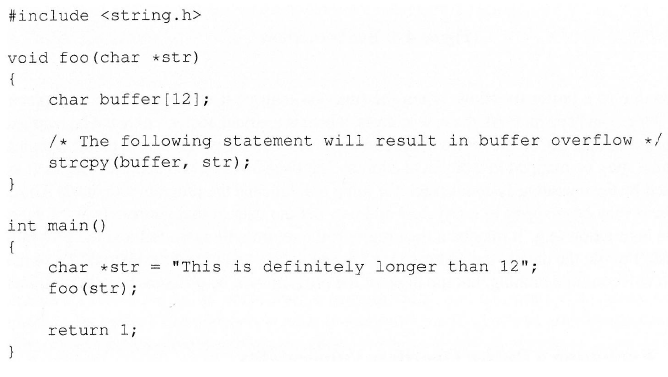 #include <string.h>
void foo(char *str)
{
char buffer[12];
/* The following statement will result in buffer overflow */
strcpy(buffer, str);
}
int main()
{
char *str = "This is definitely longer than 12";
foo(str);
return 1;
}